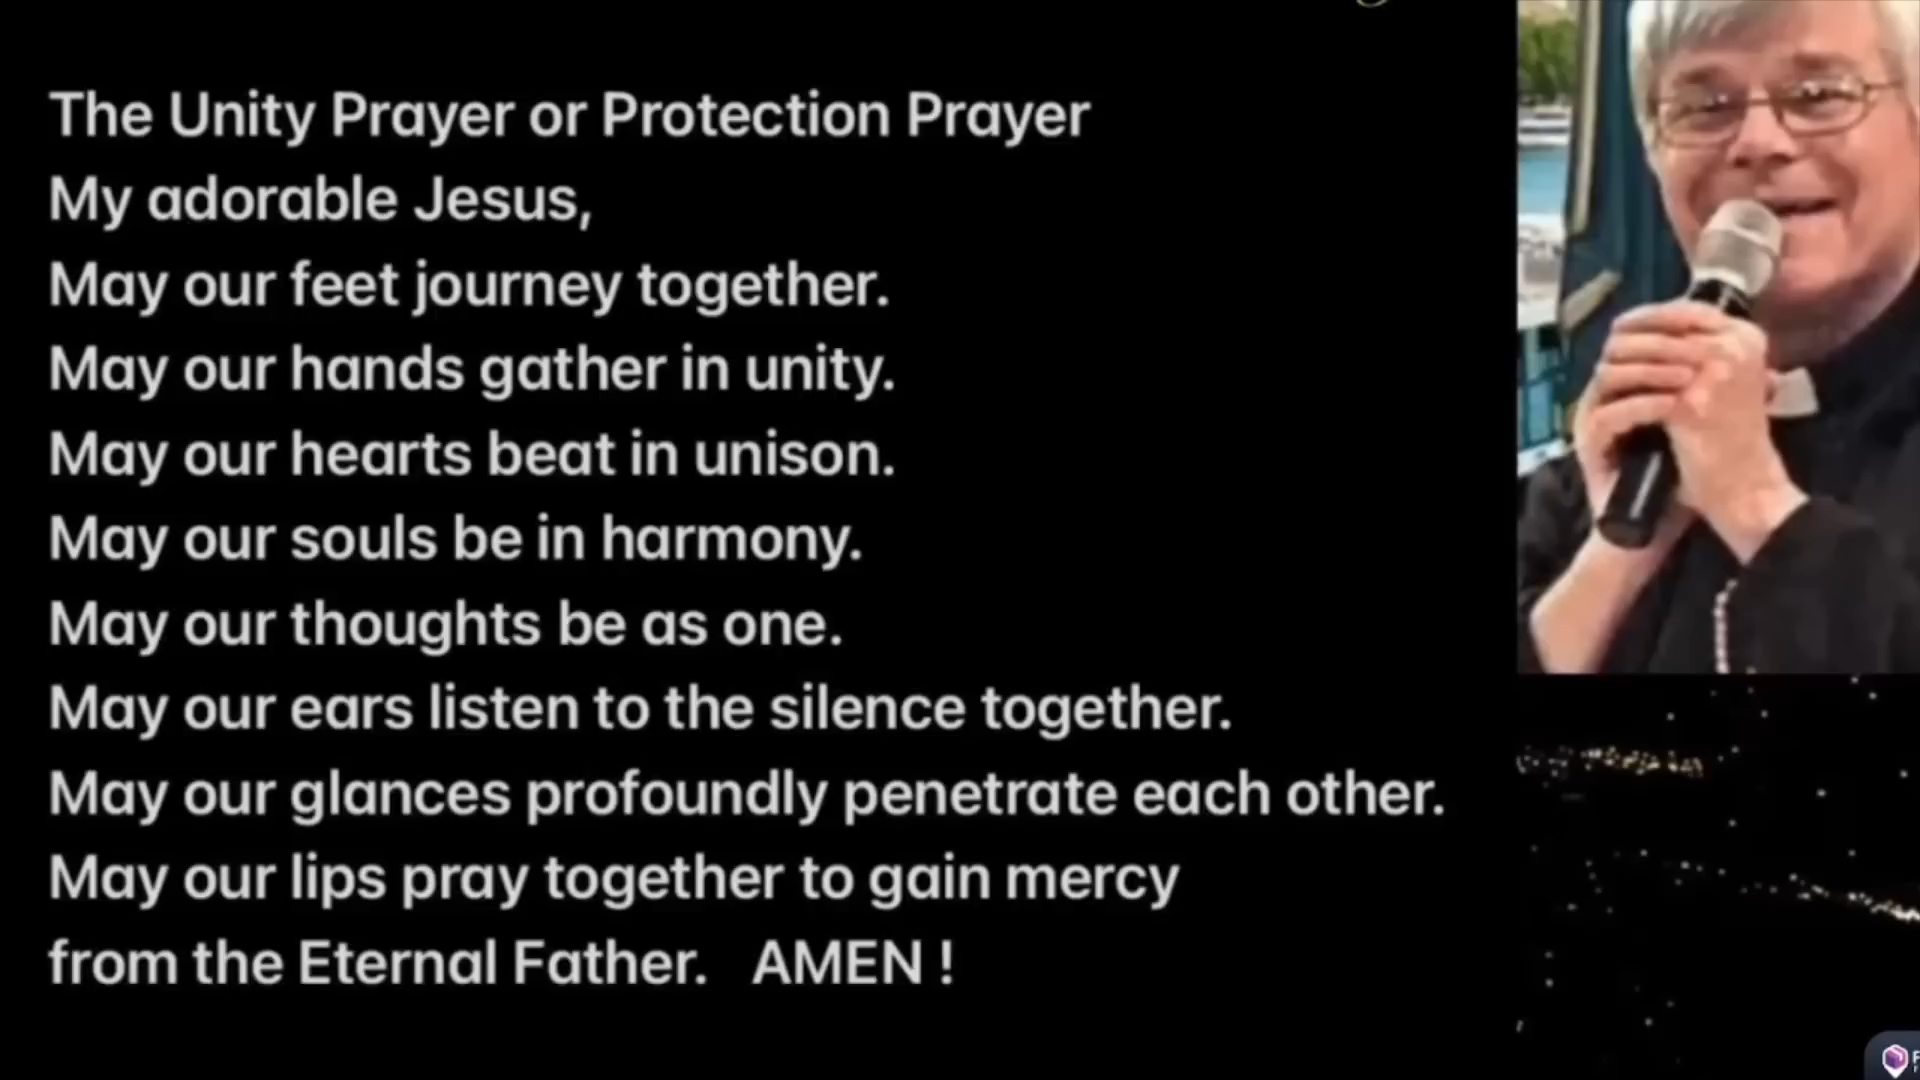 The Unity Prayer or Protection Prayer
My adorable Jesus,
May our feet journey together.
May our hands gather in unity.
May our hearts beat in unison.
May our souls be in harmony.
May our thoughts be as one.
May our ears listen to the silence together.
May our glances profoundly penetrate each other.
May our lips pray together to gain mercy
from the Eternal Father.   AMEN !